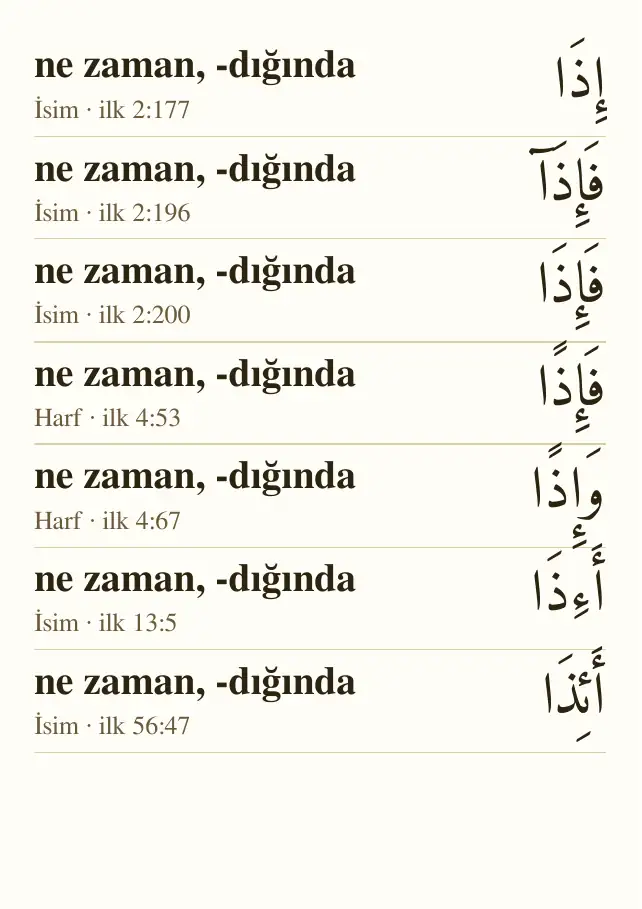 ne zaman, -dığında إِذَا
İsim · ilk 2:177
ne zaman, -dığında فَإِذَآ
İsim · ilk 2:196
ne zaman, -dığında فَإِذَا
İsim · ilk 2:200
ne zaman, -dığında فَإِذًا
Harf · ilk 4:53
ne zaman, -dığında وَإِذًا
Harf · ilk 4:67
ne zaman, -dığında أَءِذَا
İsim · ilk 13:5
ne zaman, -dığında أَئِذَا
İsim · ilk 56:47